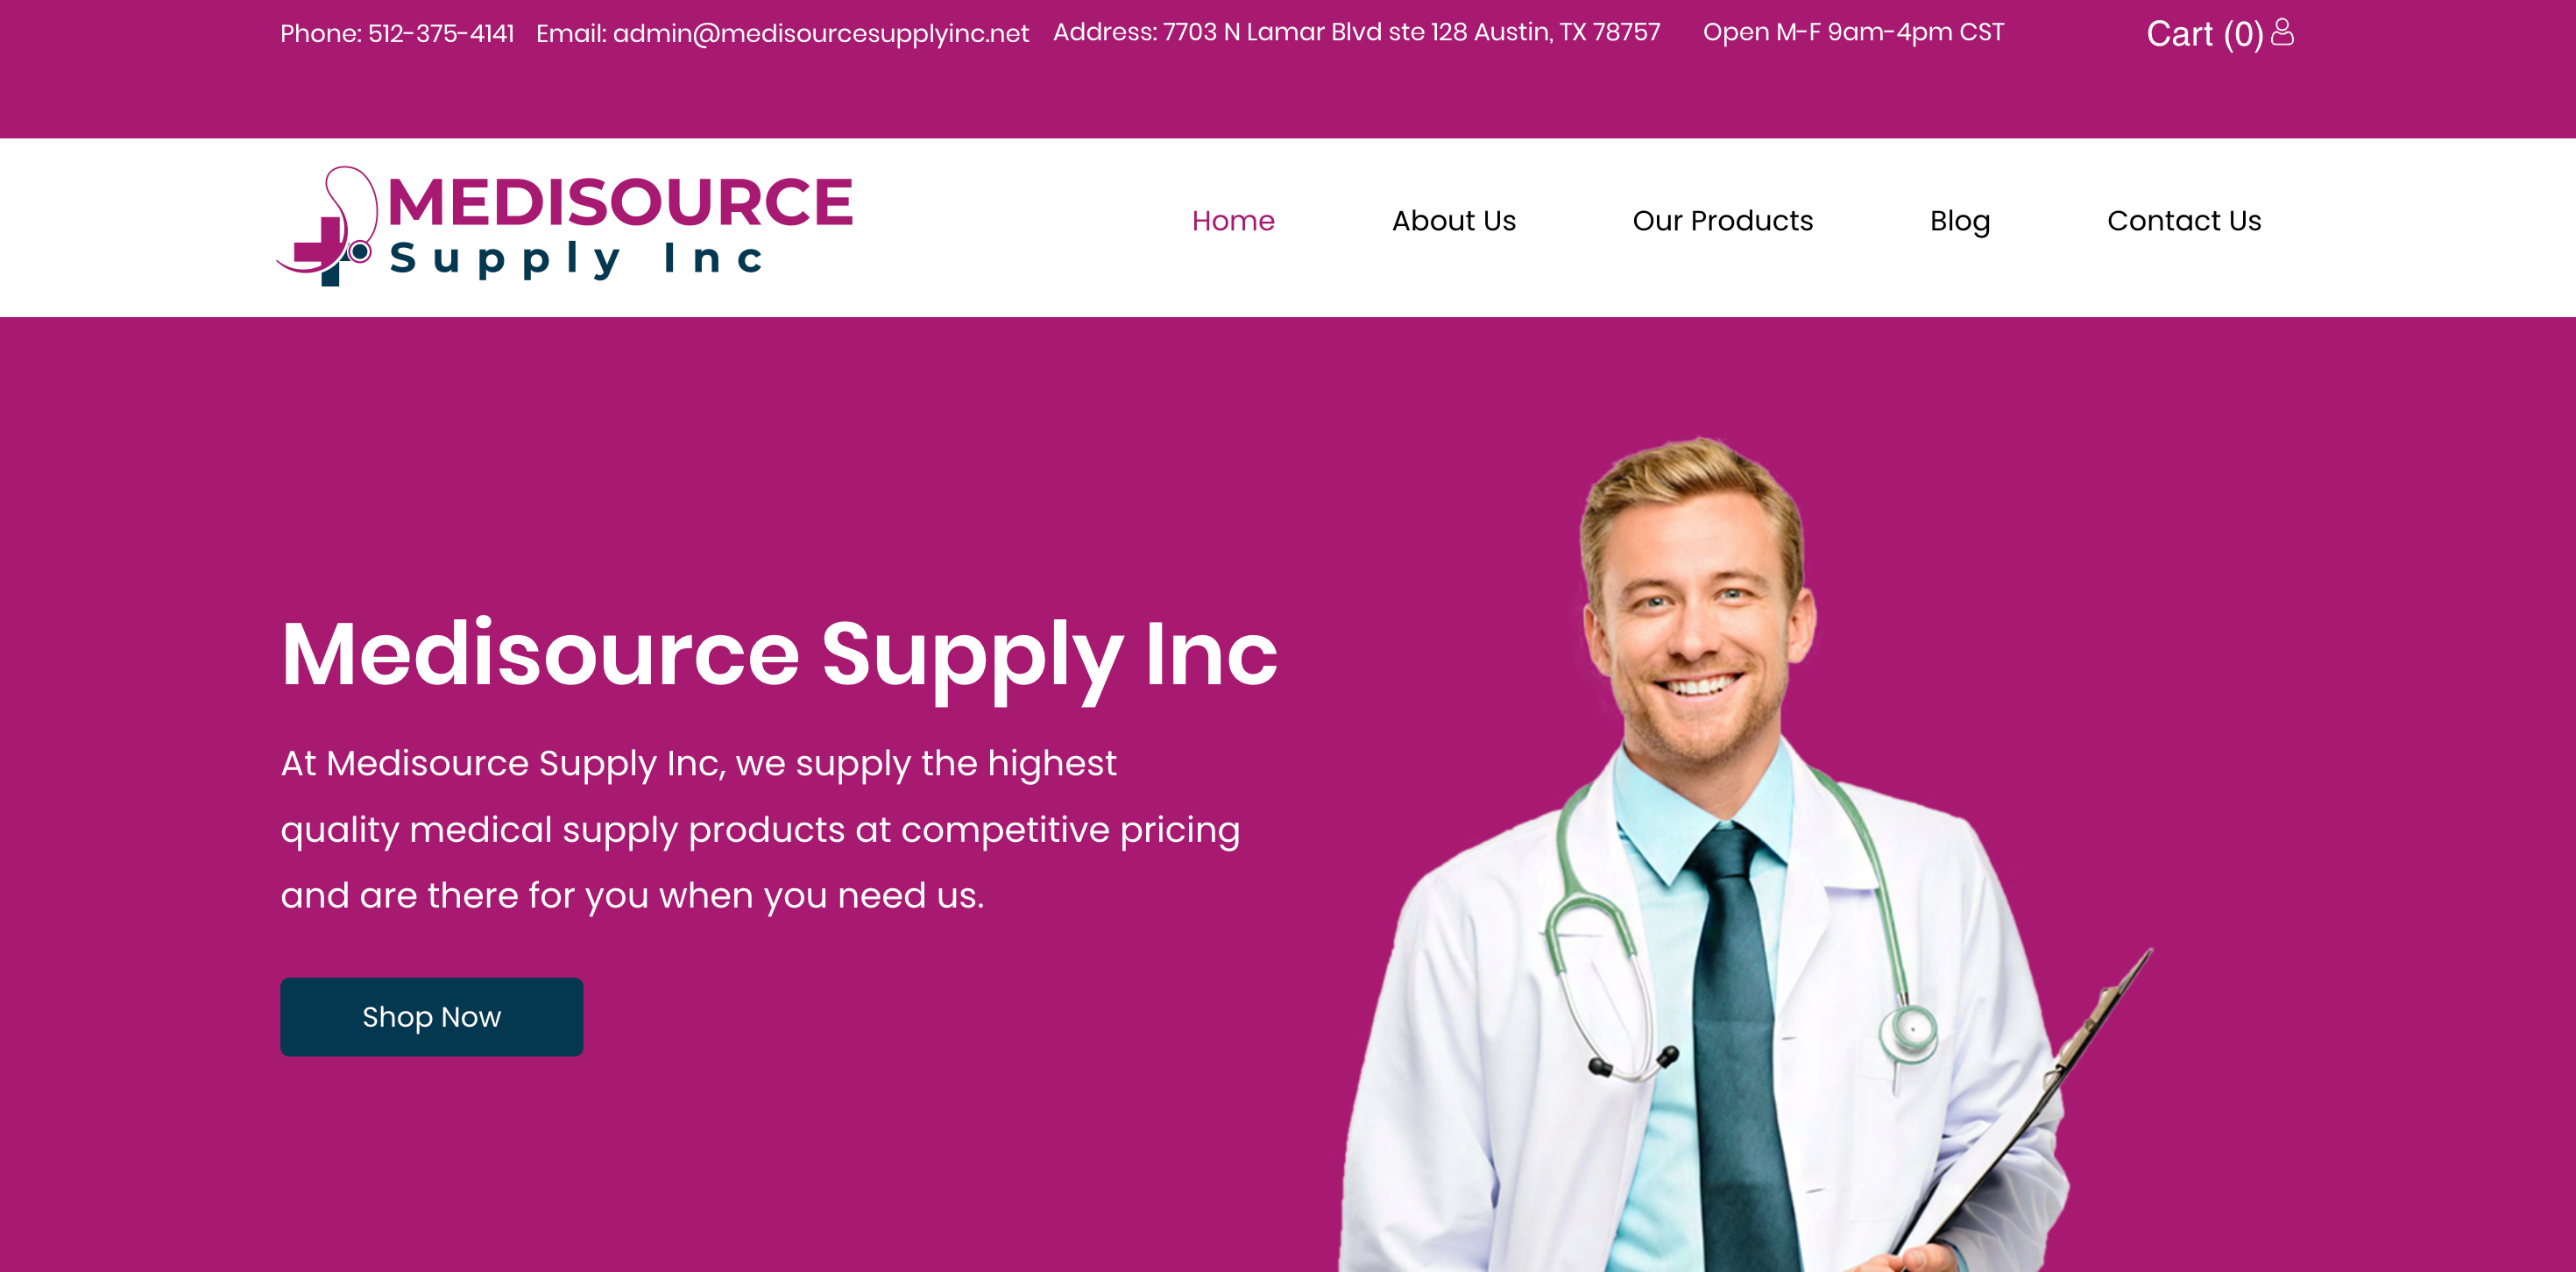 Phone: 512-375-4141 Email: admin@medisourcesupplyinc.net Address: 7703 N Lamar Blvd ste 128 Austin, TX 78757 Open M-F 9am-4pm CST Cart (0)
MEDISOURCE
Supply Inc
Home About Us Our Products Blog Contact Us
Medisource Supply Inc
At Medisource Supply Inc, we supply the highest
quality medical supply products at competitive pricing
and are there for you when you need us.
Shop Now